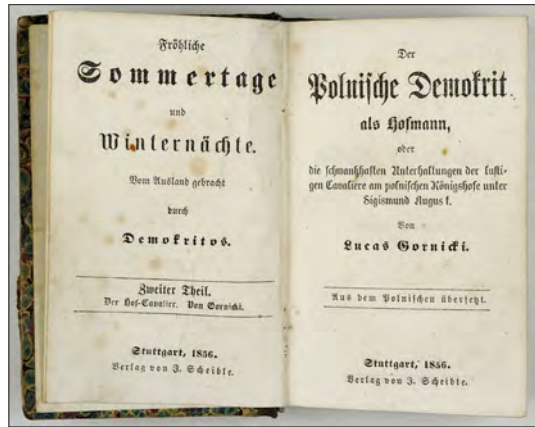 Fröhliche
Sommertage
und
Winternächte.
Vom Ausland gebracht
durch
Demokritos.
Zweiter Theil.
Der Hof-Cavalier. Von Gornicki.
Stuttgart, 1856.
Verlag von J. Scheible.
Der
Polnische Demokrit
als Hofmann,
oder
die schwankhaften Unterhaltungen der lusti-
gen Cavaliere am polnischen Königshofe unter
Sigismund August.
Von
Lucas Gornicki.
Aus dem Polnischen übersetzt.
Stuttgart, 1856.
Verlag von J. Scheible.